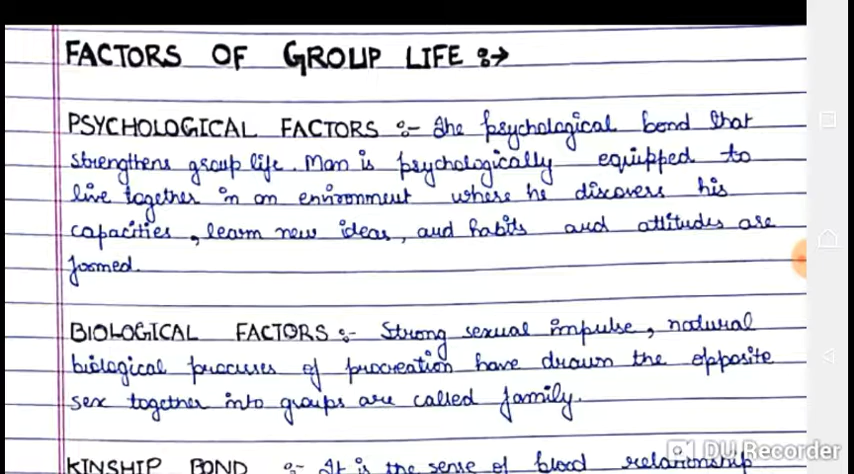 FACTORS OF GROUP LIFE :→
PSYCHOLOGICAL FACTORS :- The psychological bond that
strengthens group life. Man is psychologically equipped to
live together in an environment where he discovers his
capacities, learn new ideas, and habits and attitudes are
formed.
BIOLOGICAL FACTORS :- Strong sexual impulse, natural
biological processes of procreation have drawn the opposite
sex together into groups are called family.
KINSHIP BOND :- It is the sense of blood relationship
DU Recorder